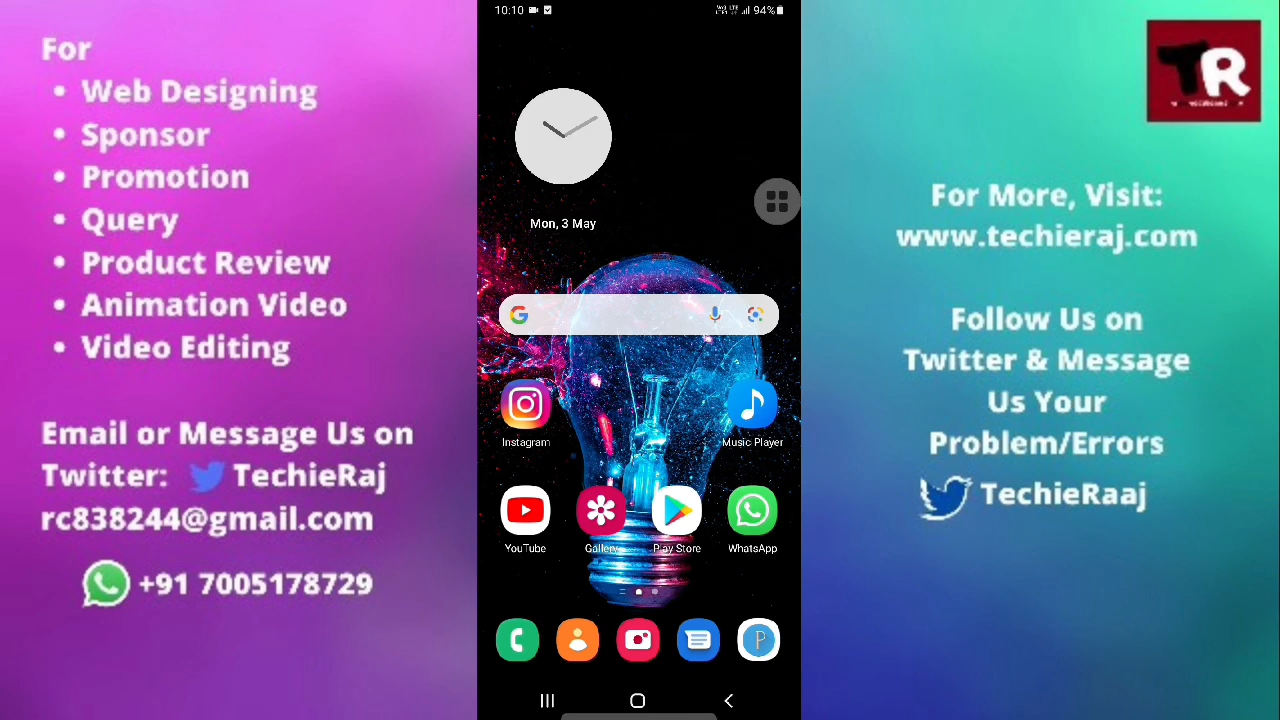 For
• Web Designing
• Sponsor
• Promotion
• Query
• Product Review
• Animation Video
• Video Editing
Email or Message Us on
Twitter: TechieRaj
rc838244@gmail.com
+91 7005178729
10:10
94%
Mon, 3 May
Instagram
Music Player
YouTube
Gallery
Play Store
WhatsApp
TR
For More, Visit:
www.techieraj.com
Follow Us on
Twitter & Message
Us Your
Problem/Errors
TechieRaaj